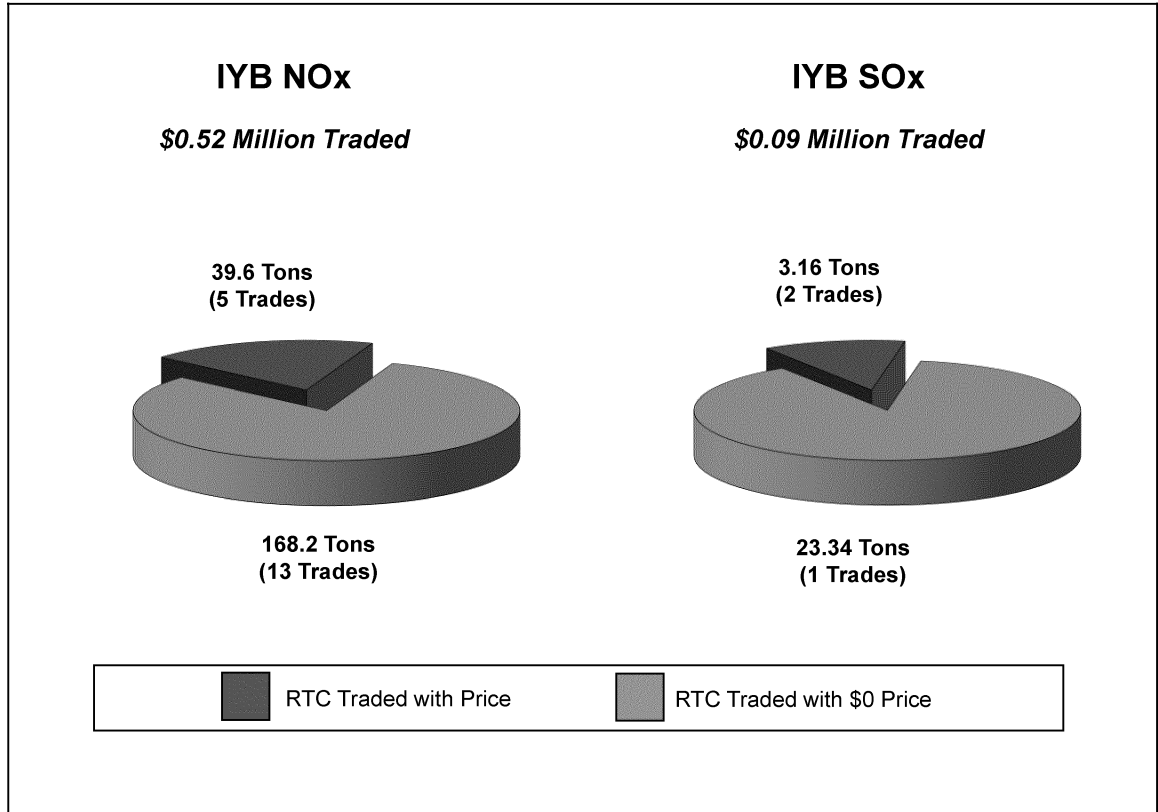 IYB NOx
$0.52 Million Traded
39.6 Tons
(5 Trades)
168.2 Tons
(13 Trades)
IYB SOx
$0.09 Million Traded
3.16 Tons
(2 Trades)
23.34 Tons
(1 Trades)
RTC Traded with Price
RTC Traded with $0 Price